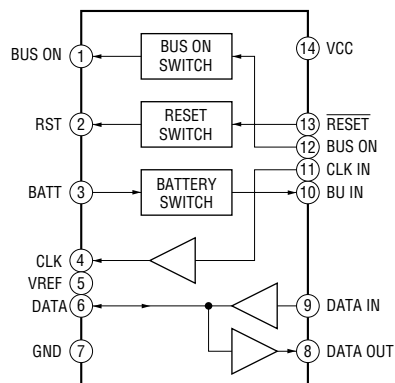 BUS ON 1
BUS ON
SWITCH
14 VCC
RST 2
RESET
SWITCH
13 RESET
12 BUS ON
11 CLK IN
BATT 3
BATTERY
SWITCH
10 BU IN
CLK 4
VREF 5
DATA 6
9 DATA IN
GND 7
8 DATA OUT